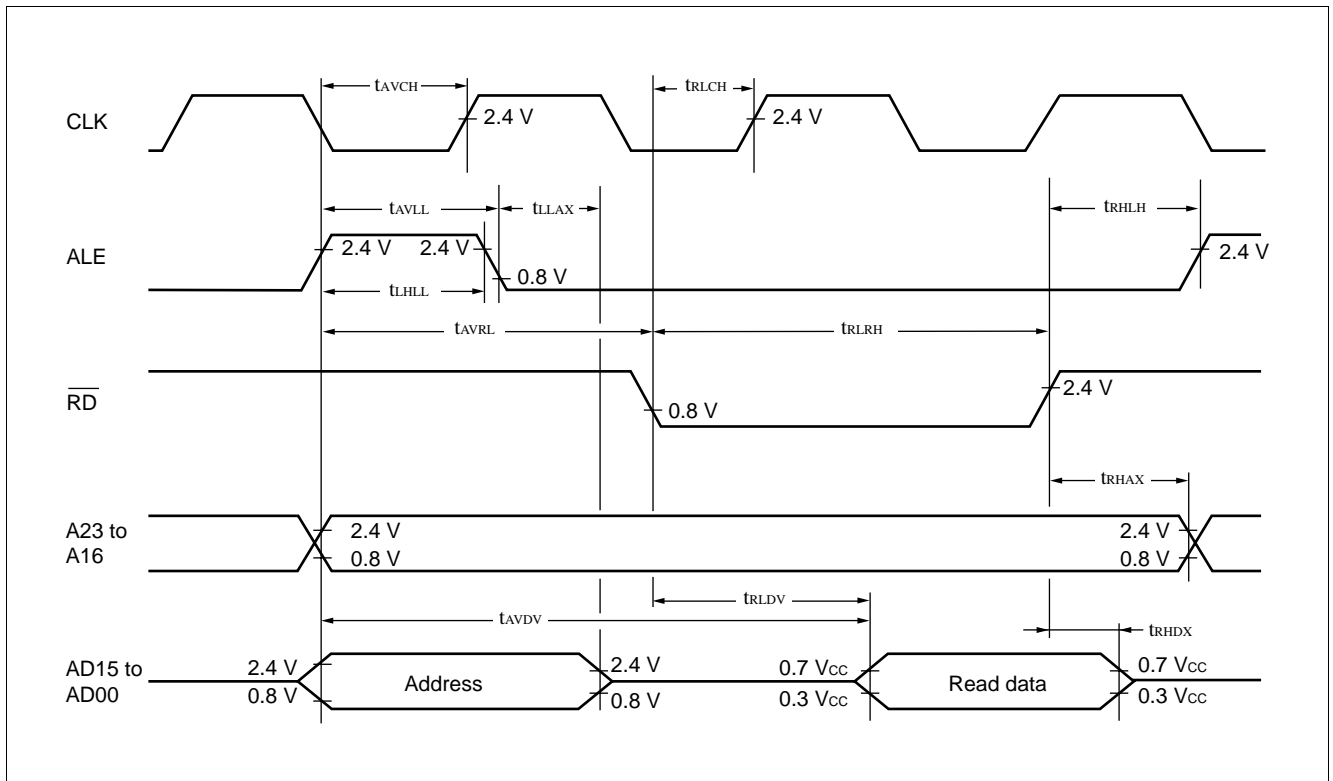 tAVCH
tRLCH
CLK
2.4 V
2.4 V
tAVLL
tLLAX
tRHLH
ALE
2.4 V
2.4 V
0.8 V
2.4 V
tLHLL
tAVRL
tRLRH
RD
0.8 V
2.4 V
tRHAX
A23 to
A16
2.4 V
0.8 V
2.4 V
0.8 V
tRLDV
tAVDV
tRHDX
AD15 to
AD00
2.4 V
0.8 V
Address
2.4 V
0.8 V
0.7 VCC
0.3 VCC
Read data
0.7 VCC
0.3 VCC